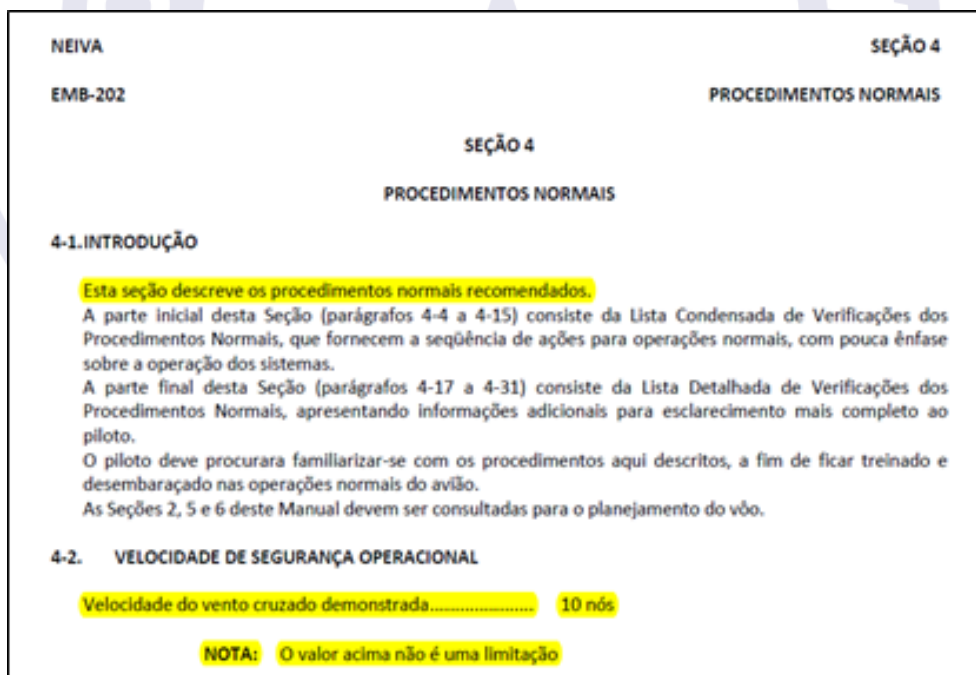 NEIVA SEÇÃO 4
EMB-202 PROCEDIMENTOS NORMAIS
SEÇÃO 4
PROCEDIMENTOS NORMAIS
4-1.INTRODUÇÃO
Esta seção descreve os procedimentos normais recomendados.
A parte inicial desta Seção (parágrafos 4-4 a 4-15) consiste da Lista Condensada de Verificações dos
Procedimentos Normais, que fornecem a seqüência de ações para operações normais, com pouca ênfase
sobre a operação dos sistemas.
A parte final desta Seção (parágrafos 4-17 a 4-31) consiste da Lista Detalhada de Verificações dos
Procedimentos Normais, apresentando informações adicionais para esclarecimento mais completo ao
piloto.
O piloto deve procurara familiarizar-se com os procedimentos aqui descritos, a fim de ficar treinado e
desembaraçado nas operações normais do avião.
As Seções 2, 5 e 6 deste Manual devem ser consultadas para o planejamento do vôo.
4-2. VELOCIDADE DE SEGURANÇA OPERACIONAL
Velocidade do vento cruzado demonstrada........................ 10 nós
NOTA: O valor acima não é uma limitação